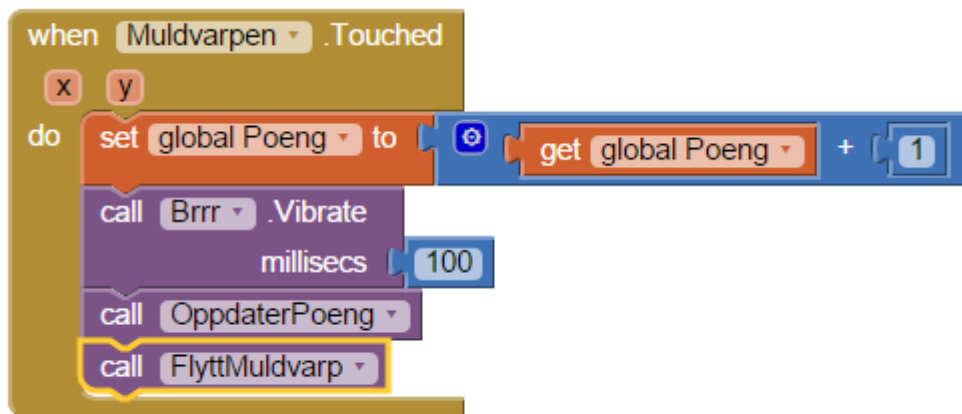 when Muldvarpen .Touched
x y
do set global Poeng to get global Poeng + 1
call Brrr .Vibrate
millisecs 100
call OppdaterPoeng
call FlyttMuldvarp